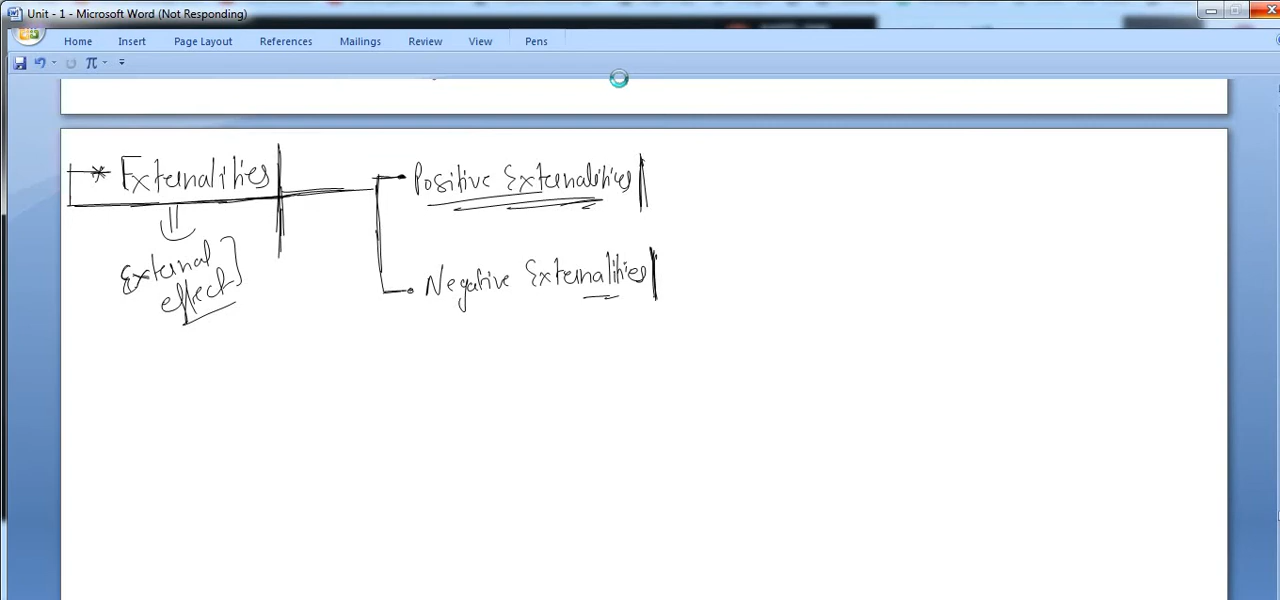 Unit - 1 - Microsoft Word (Not Responding)
Home Insert Page Layout References Mailings Review View Pens
* Externalities
Positive Externalities
External
effect
Negative Externalities